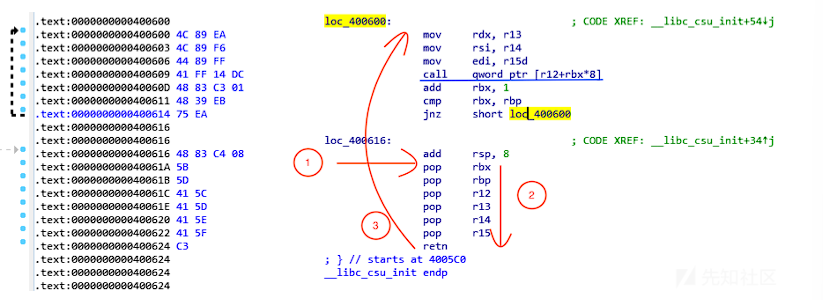 .text:0000000000400600
.text:0000000000400600 loc_400600: ; CODE XREF: __libc_csu_init+54↓j
.text:0000000000400600 4C 89 EA mov rdx, r13
.text:0000000000400603 4C 89 F6 mov rsi, r14
.text:0000000000400606 44 89 FF mov edi, r15d
.text:0000000000400609 41 FF 14 DC call qword ptr [r12+rbx*8]
.text:000000000040060D 48 83 C3 01 add rbx, 1
.text:0000000000400611 48 39 EB cmp rbx, rbp
.text:0000000000400614 75 EA jnz short loc_400600
.text:0000000000400616
.text:0000000000400616 loc_400616: ; CODE XREF: __libc_csu_init+34↑j
.text:0000000000400616 48 83 C4 08 add rsp, 8
.text:000000000040061A 5B pop rbx
.text:000000000040061B 5D pop rbp
.text:000000000040061C 41 5C pop r12
.text:000000000040061E 41 5D pop r13
.text:0000000000400620 41 5E pop r14
.text:0000000000400622 41 5F pop r15
.text:0000000000400624 C3 retn
.text:0000000000400624 ; } // starts at 4005C0
.text:0000000000400624 __libc_csu_init endp
.text:0000000000400624
1
2
3
先知社区